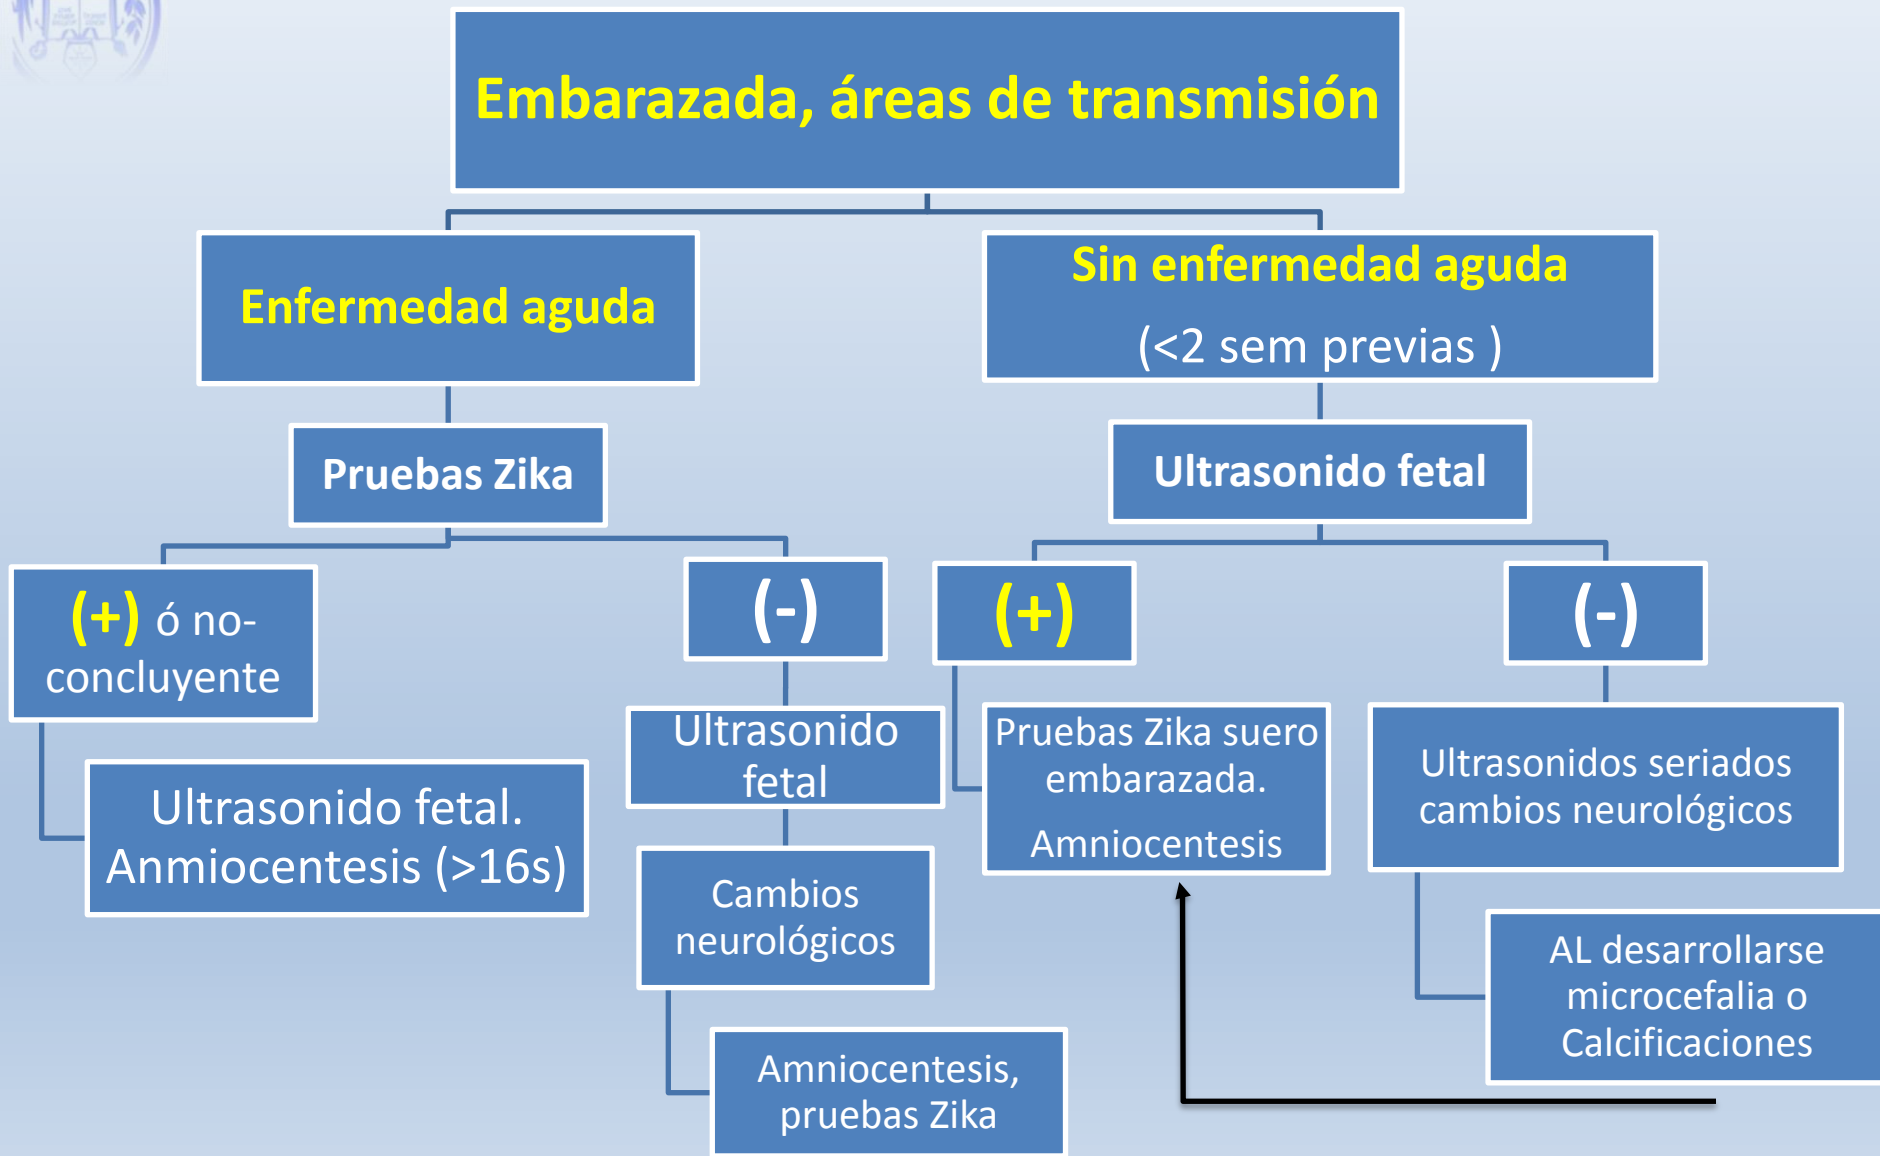 Embarazada, áreas de transmisión
Enfermedad aguda
Sin enfermedad aguda
(<2 sem previas )
Pruebas Zika
Ultrasonido fetal
(+) ó no-
concluyente
(-)
(+)
(-)
Ultrasonido fetal.
Anmiocentesis (>16s)
Ultrasonido
fetal
Cambios
neurológicos
Amniocentesis,
pruebas Zika
Pruebas Zika suero
embarazada.
Amniocentesis
Ultrasonidos seriados
cambios neurológicos
AL desarrollarse
microcefalia o
Calcificaciones